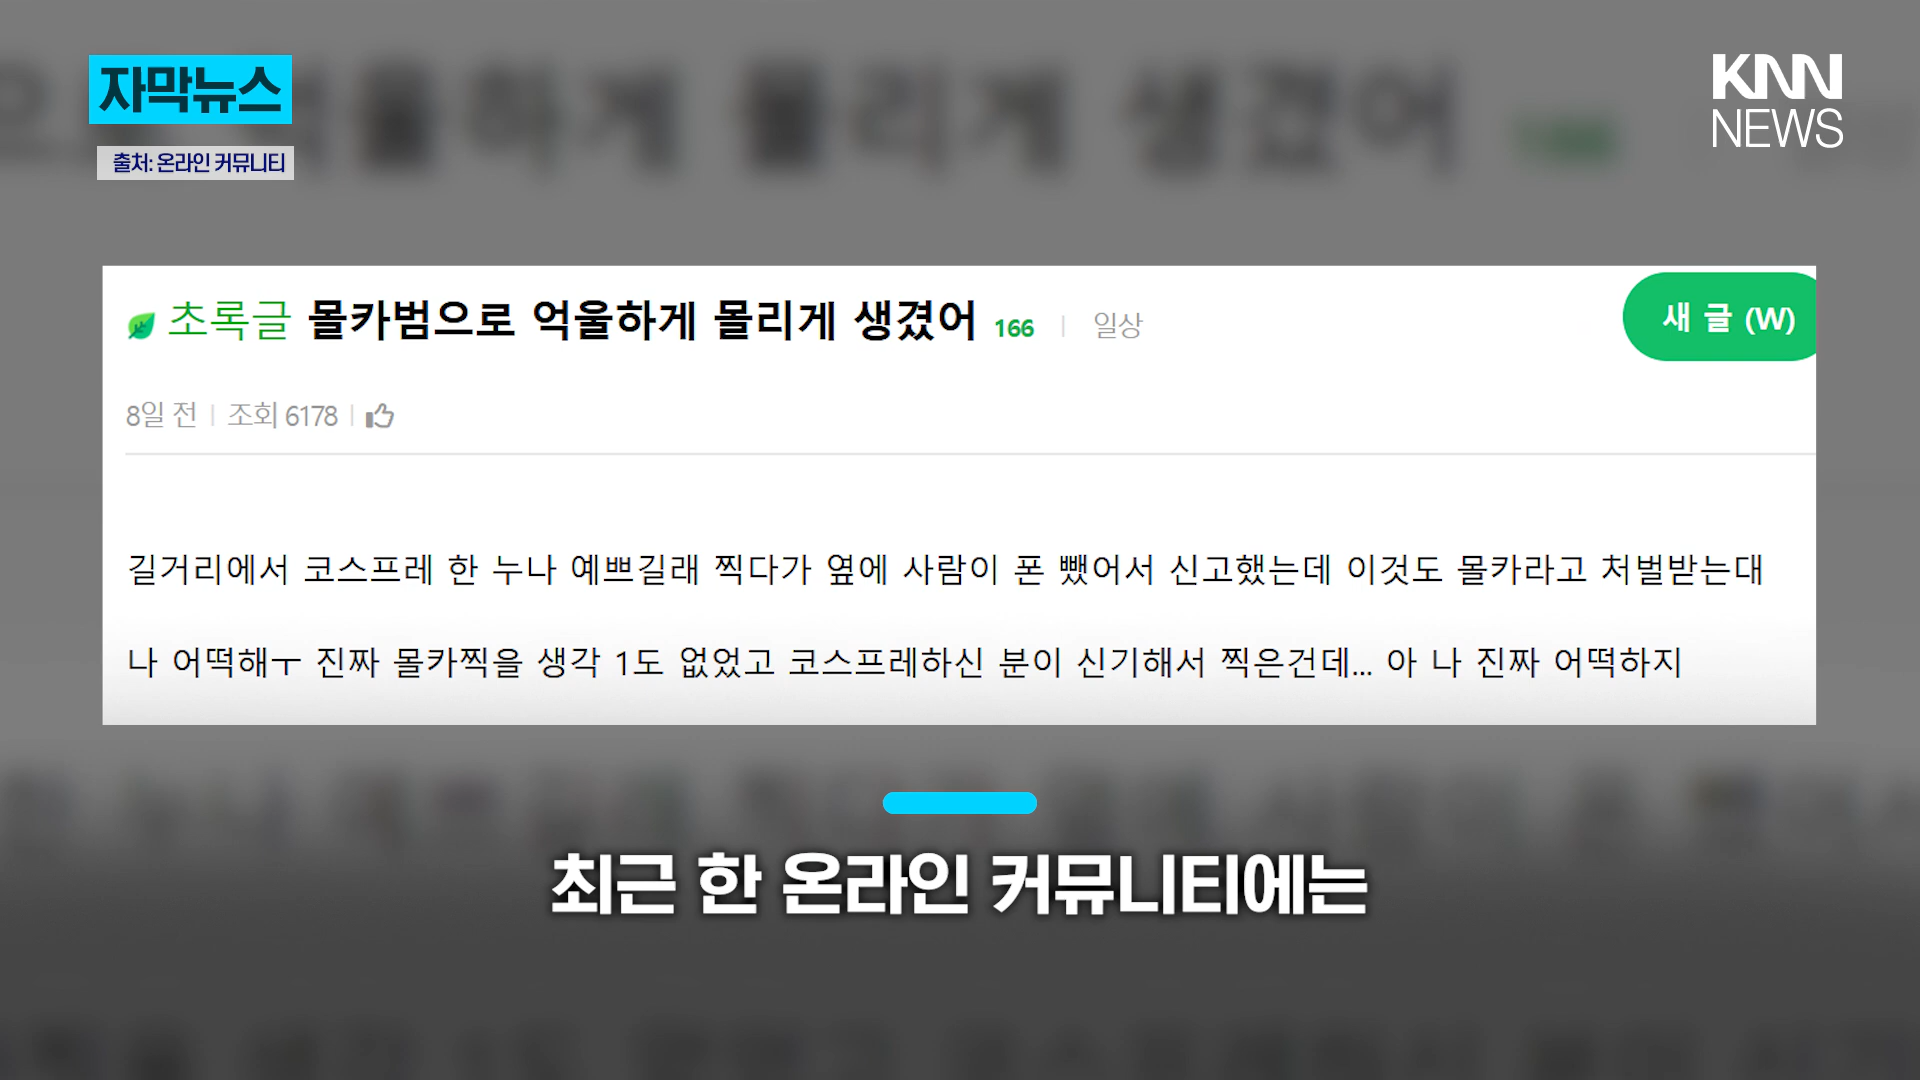 자막뉴스
출처: 온라인 커뮤니티
KNN
NEWS
초록글 몰카범으로 억울하게 몰리게 생겼어 166 | 일상
새 글 (W)
8일 전 | 조회 6178 |
길거리에서 코스프레 한 누나 예쁘길래 찍다가 옆에 사람이 폰 뺐어서 신고했는데 이것도 몰카라고 처벌받는대
나 어떡해ㅜ 진짜 몰카찍을 생각 1도 없었고 코스프레하신 분이 신기해서 찍은건데... 아 나 진짜 어떡하지
최근 한 온라인 커뮤니티에는